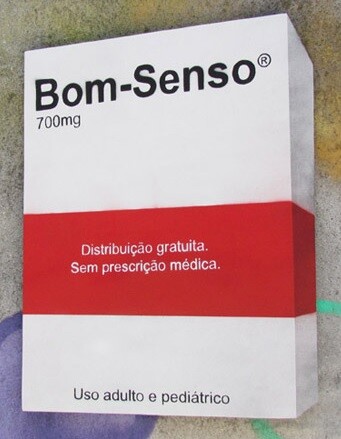 Bom-Senso®
700mg
Distribuição gratuita.
Sem prescrição médica.
Uso adulto e pediátrico